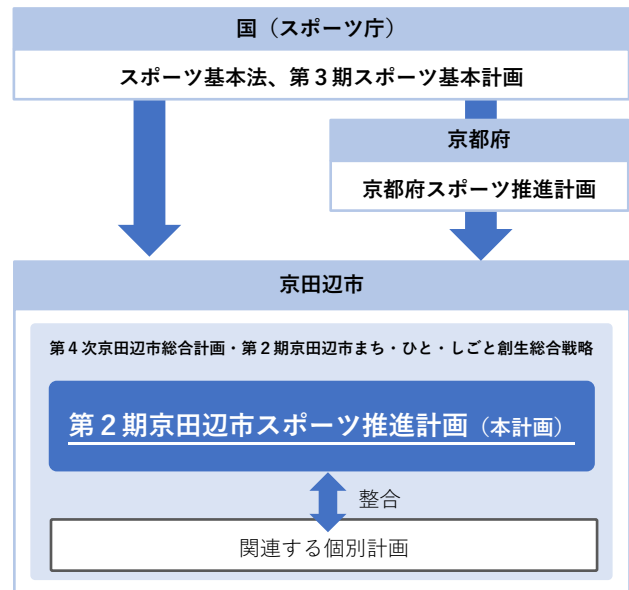 国（スポーツ庁）
スポーツ基本法、第３期スポーツ基本計画
京都府
京都府スポーツ推進計画
京田辺市
第４次京田辺市総合計画・第２期京田辺市まち・ひと・しごと創生総合戦略
第２期京田辺市スポーツ推進計画（本計画）
整合
関連する個別計画